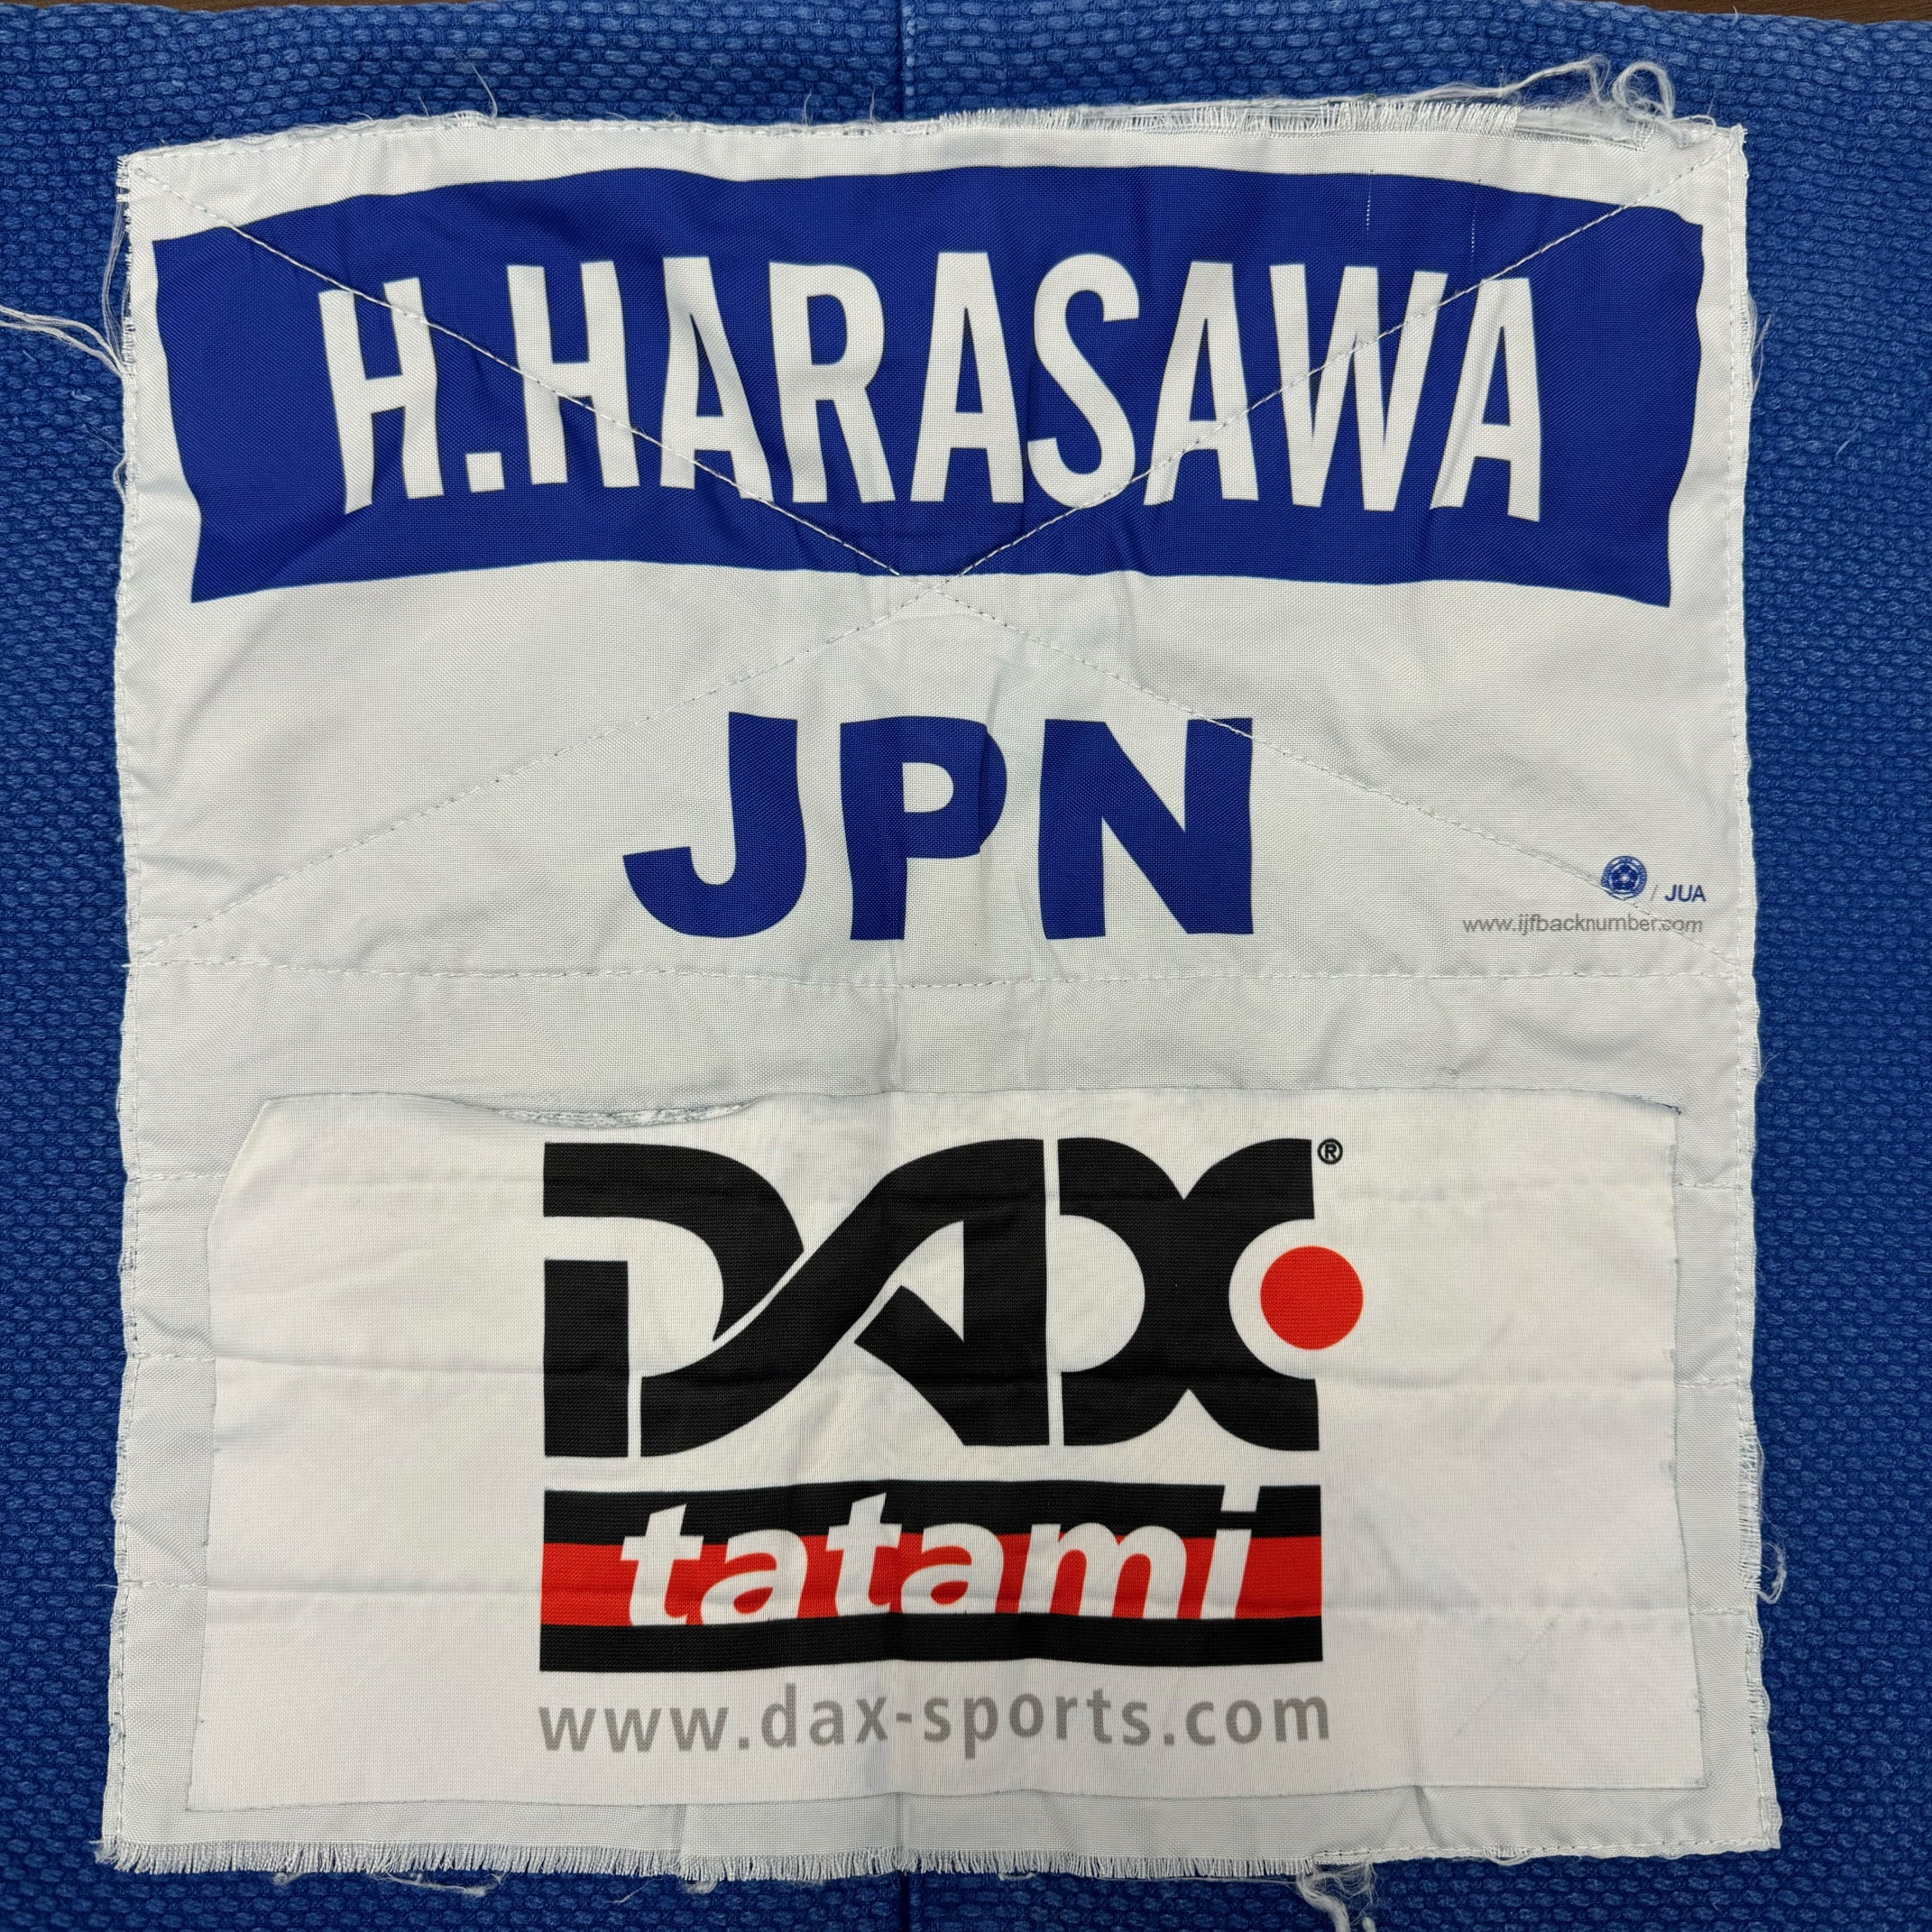 H.HARASAWA
JPN
/ JUA
www.ijfbacknumber.com
DAX®
tatami
www.dax-sports.com